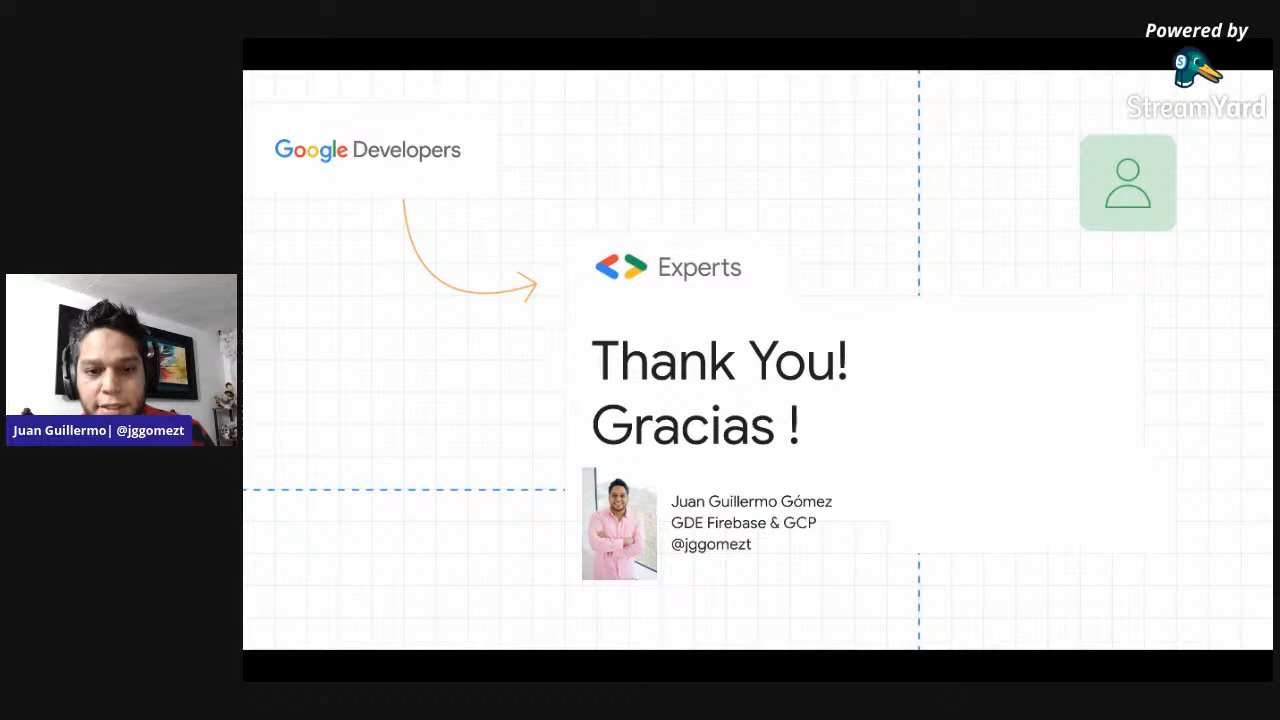 Powered by
StreamYard
Google Developers
Experts
Thank You!
Gracias !
Juan Guillermo Gómez
GDE Firebase & GCP
@jggomezt
Juan Guillermo| @jggomezt